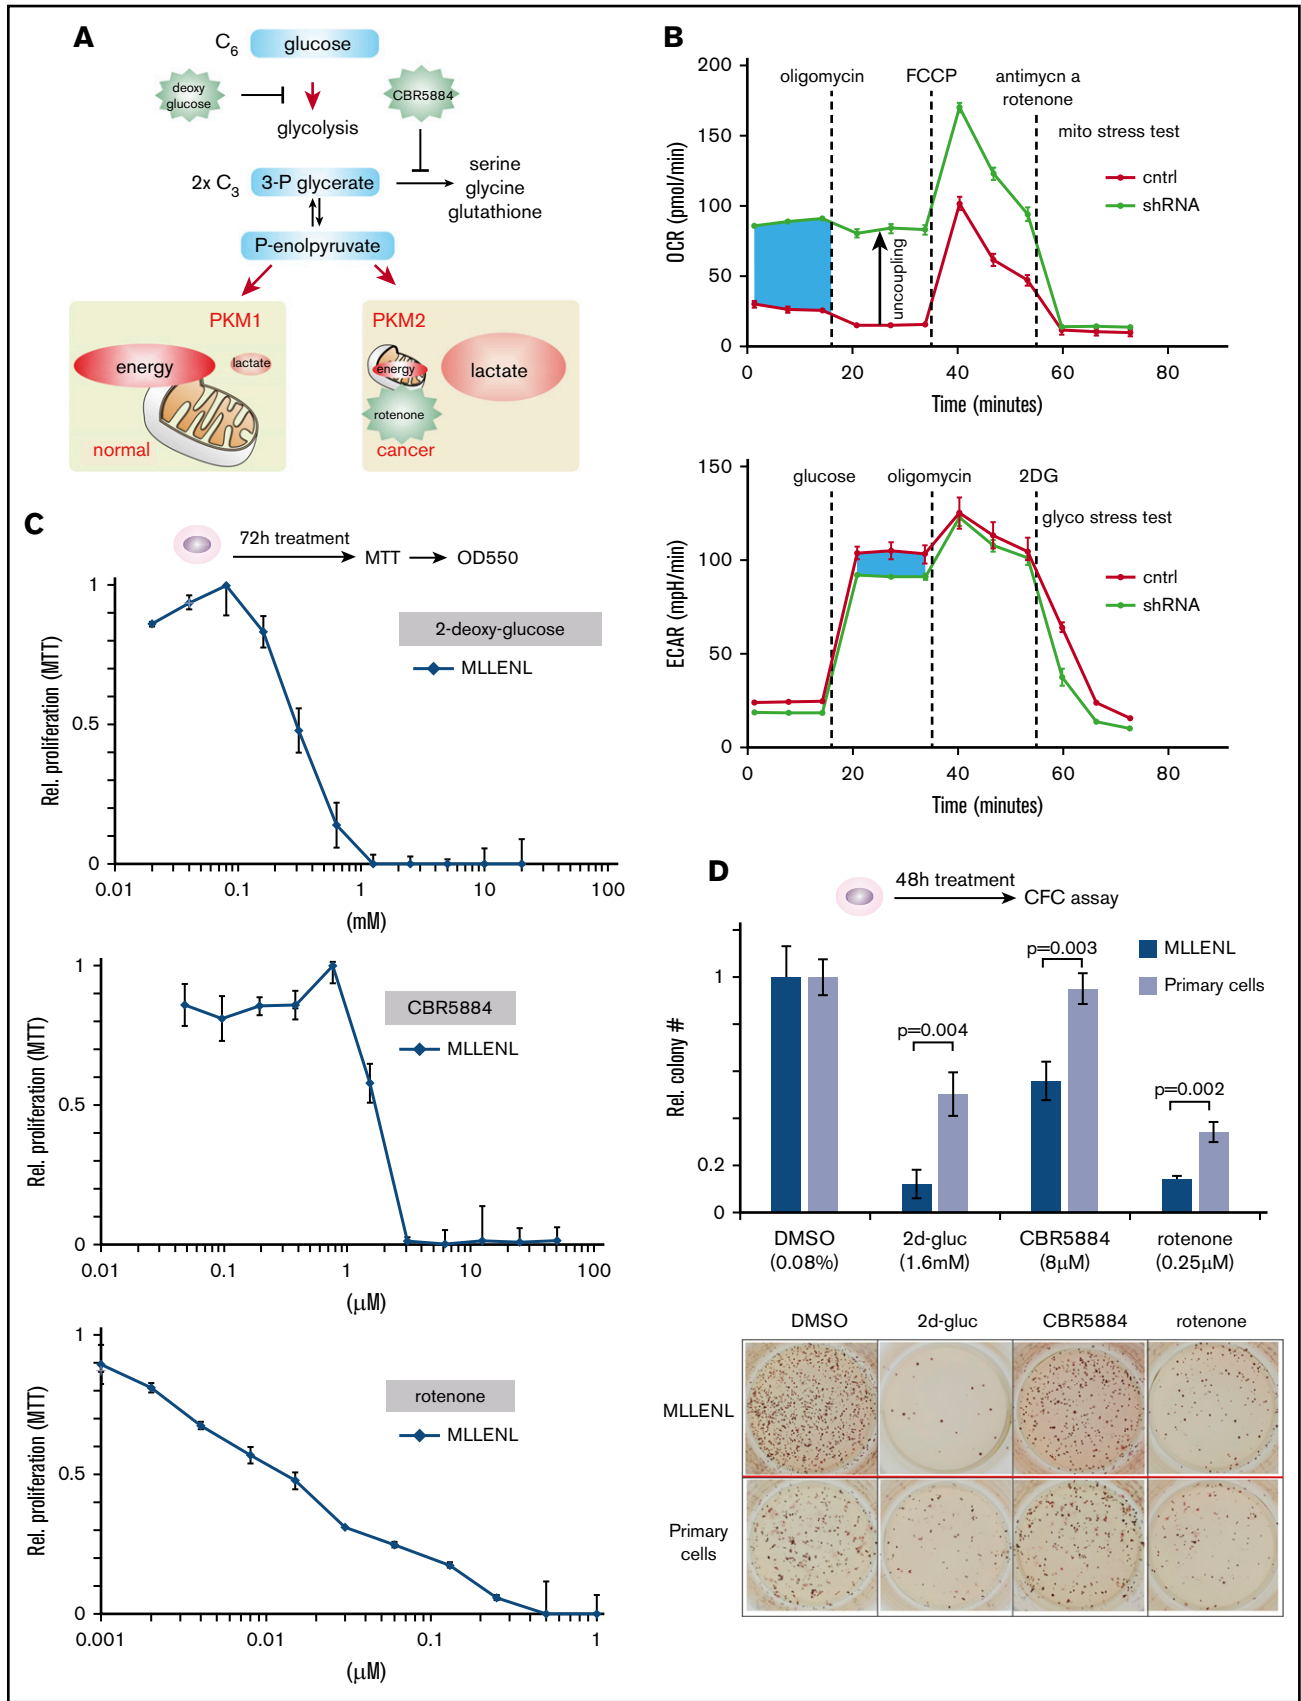 A
C6 glucose
deoxy
glucose
CBR5884
glycolysis
2x C3 3-P glycerate
serine
glycine
glutathione
P-enolpyruvate
PKM1
energy
lactate
normal
PKM2
energy
lactate
rotenone
cancer
B
200
150
100
50
0
OCR (pmol/min)
oligomycin
FCCP
antimycn a
rotenone
mito stress test
cntrl
shRNA
uncoupling
0 20 40 60 80
Time (minutes)
150
100
50
0
ECAR (mpH/min)
glucose
oligomycin
2DG
glyco stress test
cntrl
shRNA
0 20 40 60 80
Time (minutes)
C
72h treatment
MTT
OD550
1
0.5
0
Rel. proliferation (MTT)
2-deoxy-glucose
MLLENL
0.01 0.1 1 10 100
(mM)
1
0.5
0
Rel. proliferation (MTT)
CBR5884
MLLENL
0.01 0.1 1 10 100
(μM)
1
0.5
0
Rel. proliferation (MTT)
rotenone
MLLENL
0.001 0.01 0.1 1
(μM)
D
48h treatment
CFC assay
1
0.2
0
Rel. colony #
p=0.004
p=0.003
p=0.002
MLLENL
Primary cells
DMSO 2d-gluc CBR5884 rotenone
(0.08%) (1.6mM) (8μM) (0.25μM)
DMSO 2d-gluc CBR5884 rotenone
MLLENL
Primary
cells